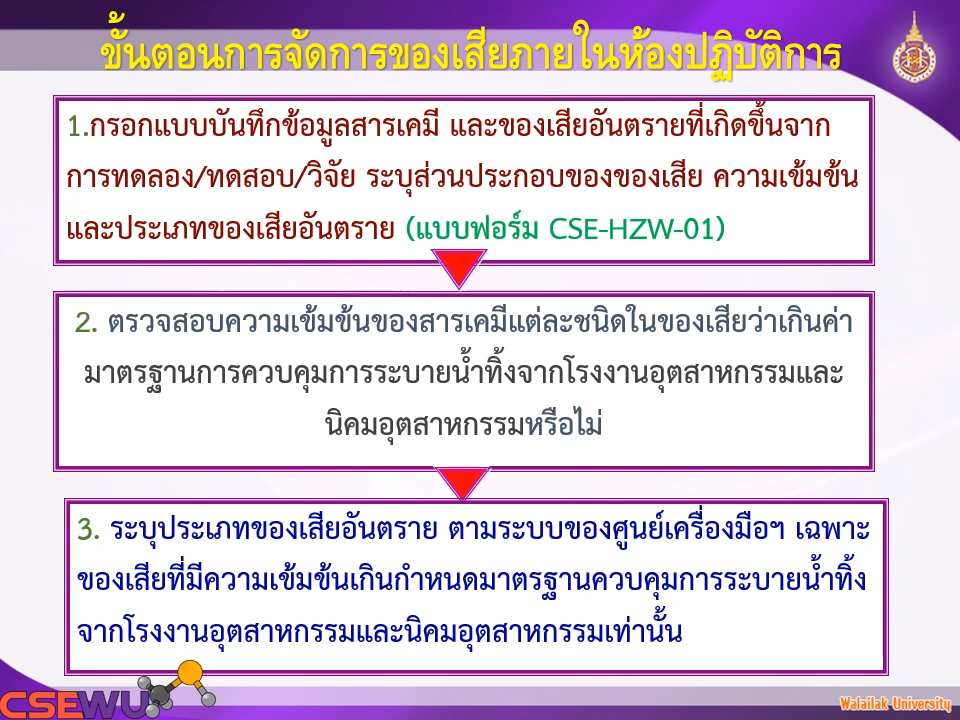 ขั้นตอนการจัดการของเสียภายในห้องปฏิบัติการ
1.กรอกแบบบันทึกข้อมูลสารเคมี และของเสียอันตรายที่เกิดขึ้นจาก
การทดลอง/ทดสอบ/วิจัย ระบุส่วนประกอบของของเสีย ความเข้มข้น
และประเภทของเสียอันตราย (แบบฟอร์ม CSE-HZW-01)
2. ตรวจสอบความเข้มข้นของสารเคมีแต่ละชนิดในของเสียว่าเกินค่า
มาตรฐานการควบคุมการระบายน้ำทิ้งจากโรงงานอุตสาหกรรมและ
นิคมอุตสาหกรรมหรือไม่
3. ระบุประเภทของเสียอันตราย ตามระบบของศูนย์เครื่องมือฯ เฉพาะ
ของเสียที่มีความเข้มข้นเกินกำหนดมาตรฐานควบคุมการระบายน้ำทิ้ง
จากโรงงานอุตสาหกรรมและนิคมอุตสาหกรรมเท่านั้น
CSEWU
Walailak University